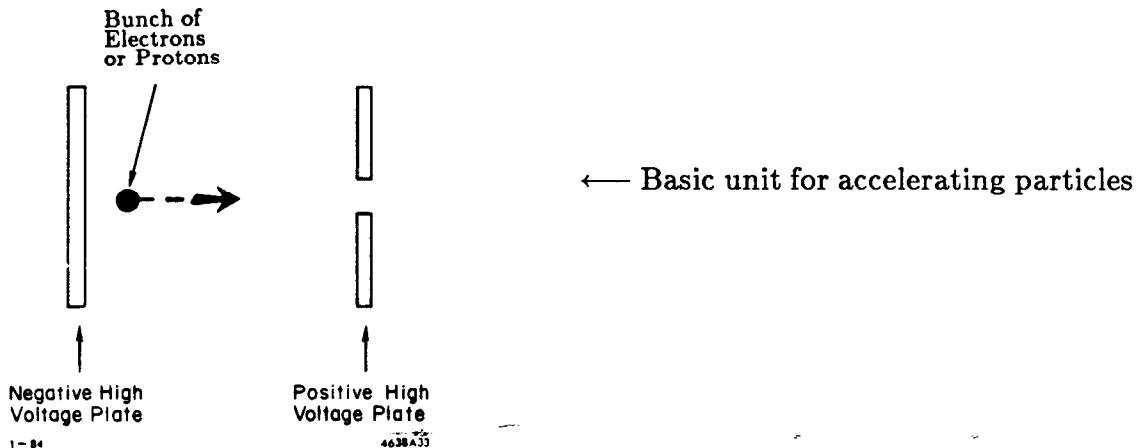 Bunch of
Electrons
or Protons
← Basic unit for accelerating particles
Negative High
Voltage Plate
Positive High
Voltage Plate
1-84
4638A33